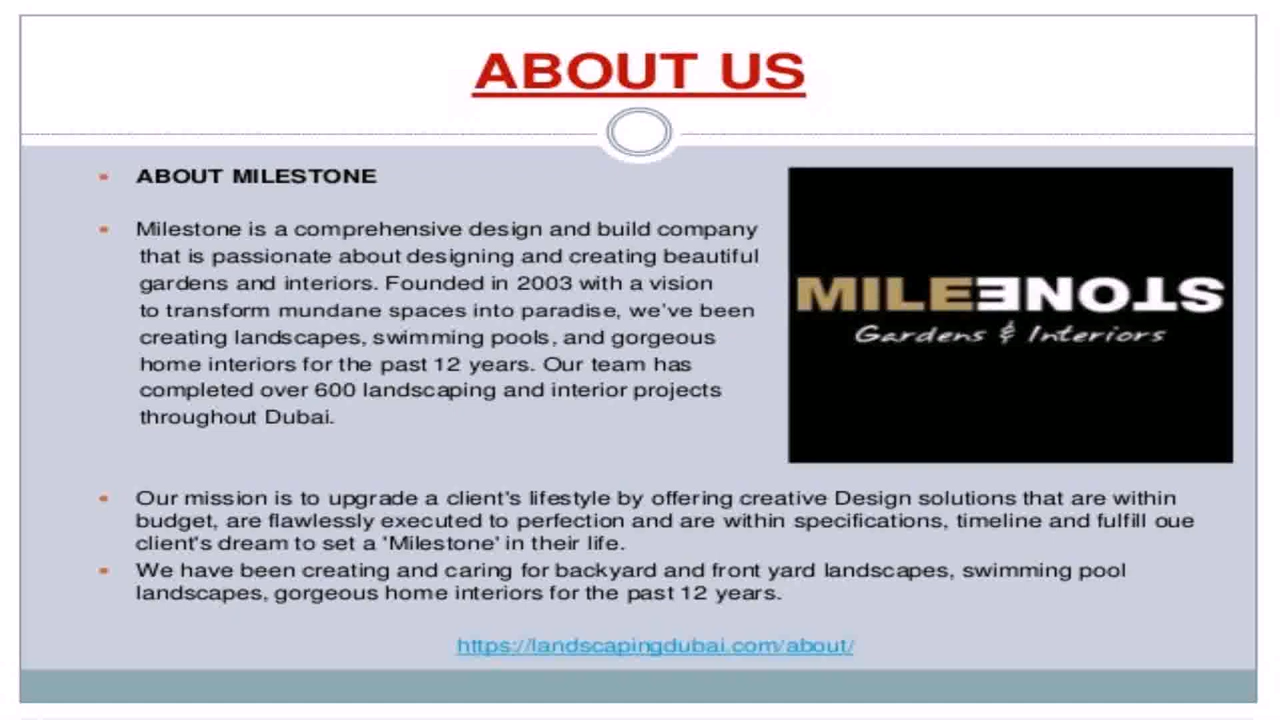 ABOUT US
ABOUT MILESTONE
Milestone is a comprehensive design and build company
that is passionate about designing and creating beautiful
gardens and interiors. Founded in 2003 with a vision
to transform mundane spaces into paradise, we've been
creating landscapes, swimming pools, and gorgeous
home interiors for the past 12 years. Our team has
completed over 600 landscaping and interior projects
throughout Dubai.
MILEENOTS
Gardens & Interiors
Our mission is to upgrade a client's lifestyle by offering creative Design solutions that are within
budget, are flawlessly executed to perfection and are within specifications, timeline and fulfill oue
client's dream to set a 'Milestone' in their life.
We have been creating and caring for backyard and front yard landscapes, swimming pool
landscapes, gorgeous home interiors for the past 12 years.
https://landscapingdubai.com/about/